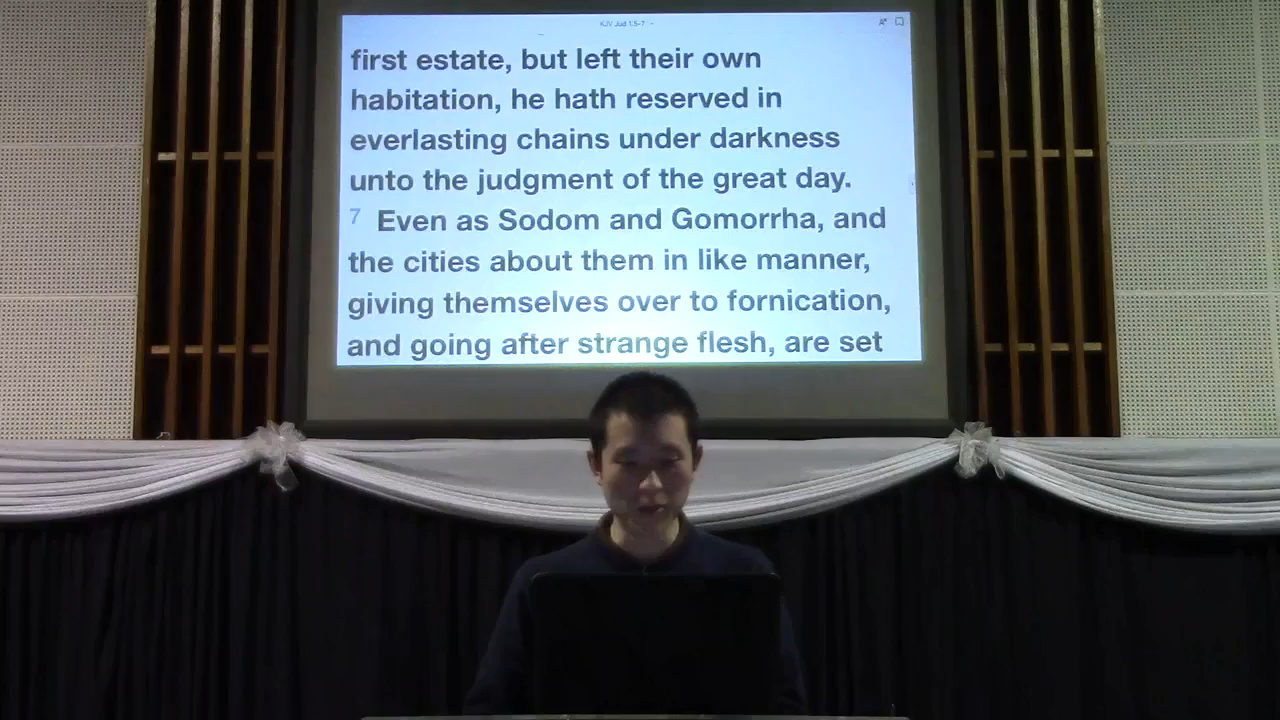 KJV Jud 1:5-7
first estate, but left their own
habitation, he hath reserved in
everlasting chains under darkness
unto the judgment of the great day.
7 Even as Sodom and Gomorrha, and
the cities about them in like manner,
giving themselves over to fornication,
and going after strange flesh, are set